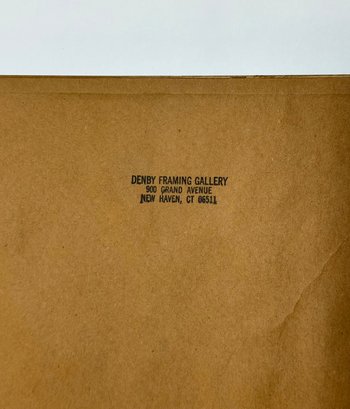 DENBY FRAMING GALLERY
900 GRAND AVENUE
NEW HAVEN, CT 06511